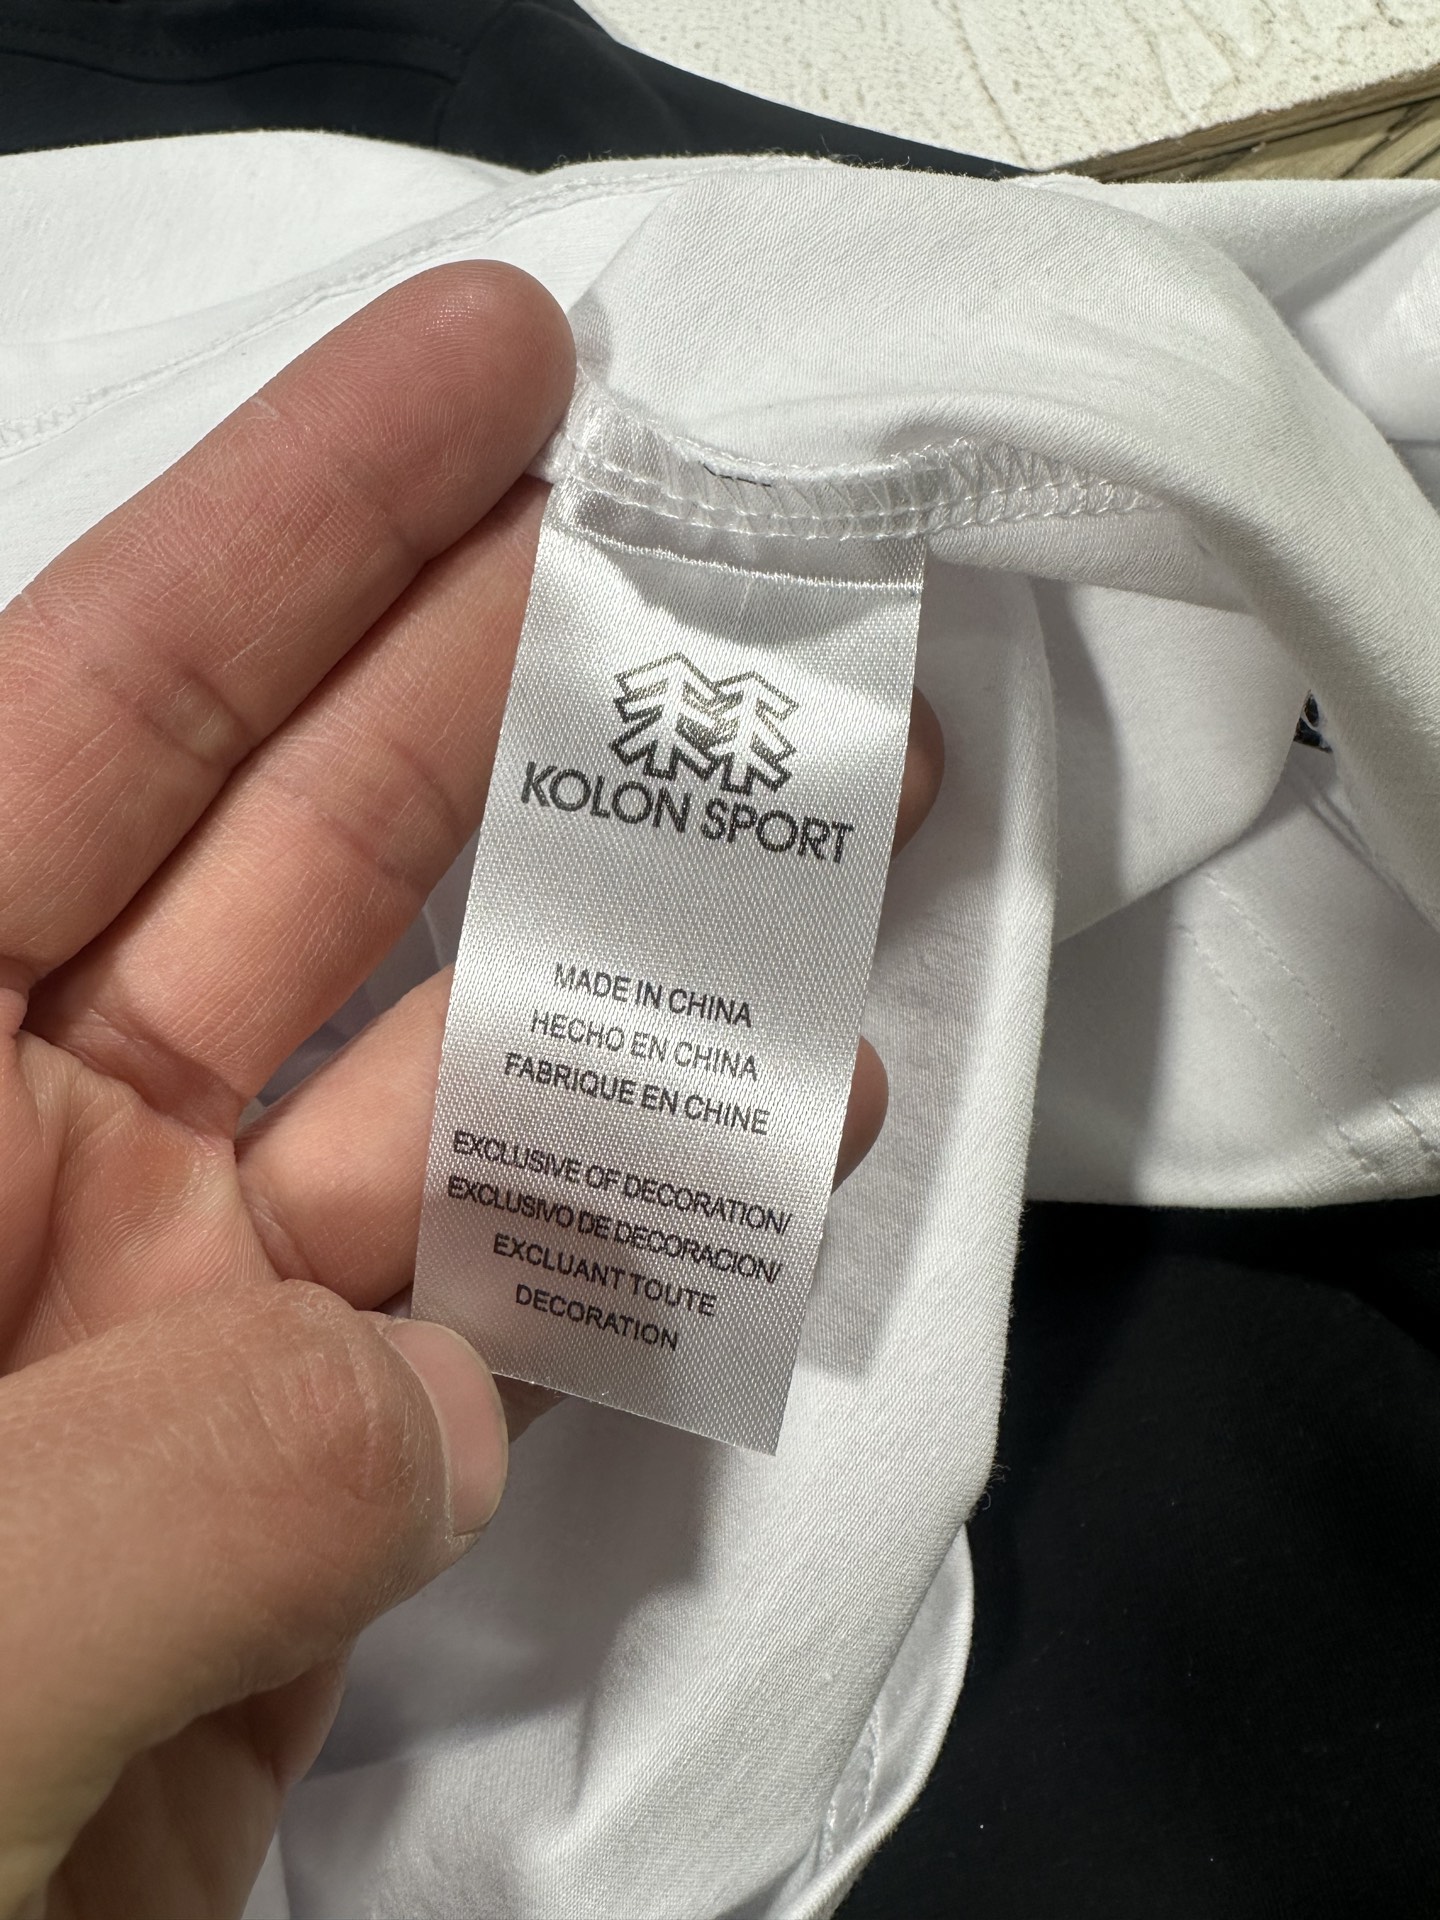 KOLON SPORT
MADE IN CHINA
HECHO EN CHINA
FABRIQUE EN CHINE
EXCLUSIVE OF DECORATION/
EXCLUSIVO DE DECORACION/
EXCLUANT TOUTE
DECORATION